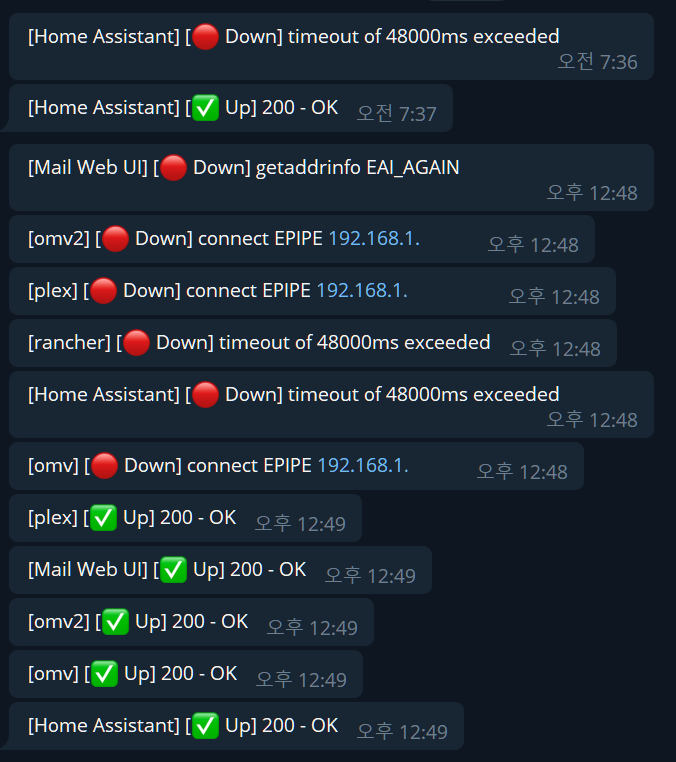 [Home Assistant] [🔴 Down] timeout of 48000ms exceeded
오전 7:36
[Home Assistant] [✅ Up] 200 - OK 오전 7:37
[Mail Web UI] [🔴 Down] getaddrinfo EAI_AGAIN
오후 12:48
[omv2] [🔴 Down] connect EPIPE 192.168.1. 오후 12:48
[plex] [🔴 Down] connect EPIPE 192.168.1. 오후 12:48
[rancher] [🔴 Down] timeout of 48000ms exceeded 오후 12:48
[Home Assistant] [🔴 Down] timeout of 48000ms exceeded
오후 12:48
[omv] [🔴 Down] connect EPIPE 192.168.1. 오후 12:48
[plex] [✅ Up] 200 - OK 오후 12:49
[Mail Web UI] [✅ Up] 200 - OK 오후 12:49
[omv2] [✅ Up] 200 - OK 오후 12:49
[omv] [✅ Up] 200 - OK 오후 12:49
[Home Assistant] [✅ Up] 200 - OK 오후 12:49